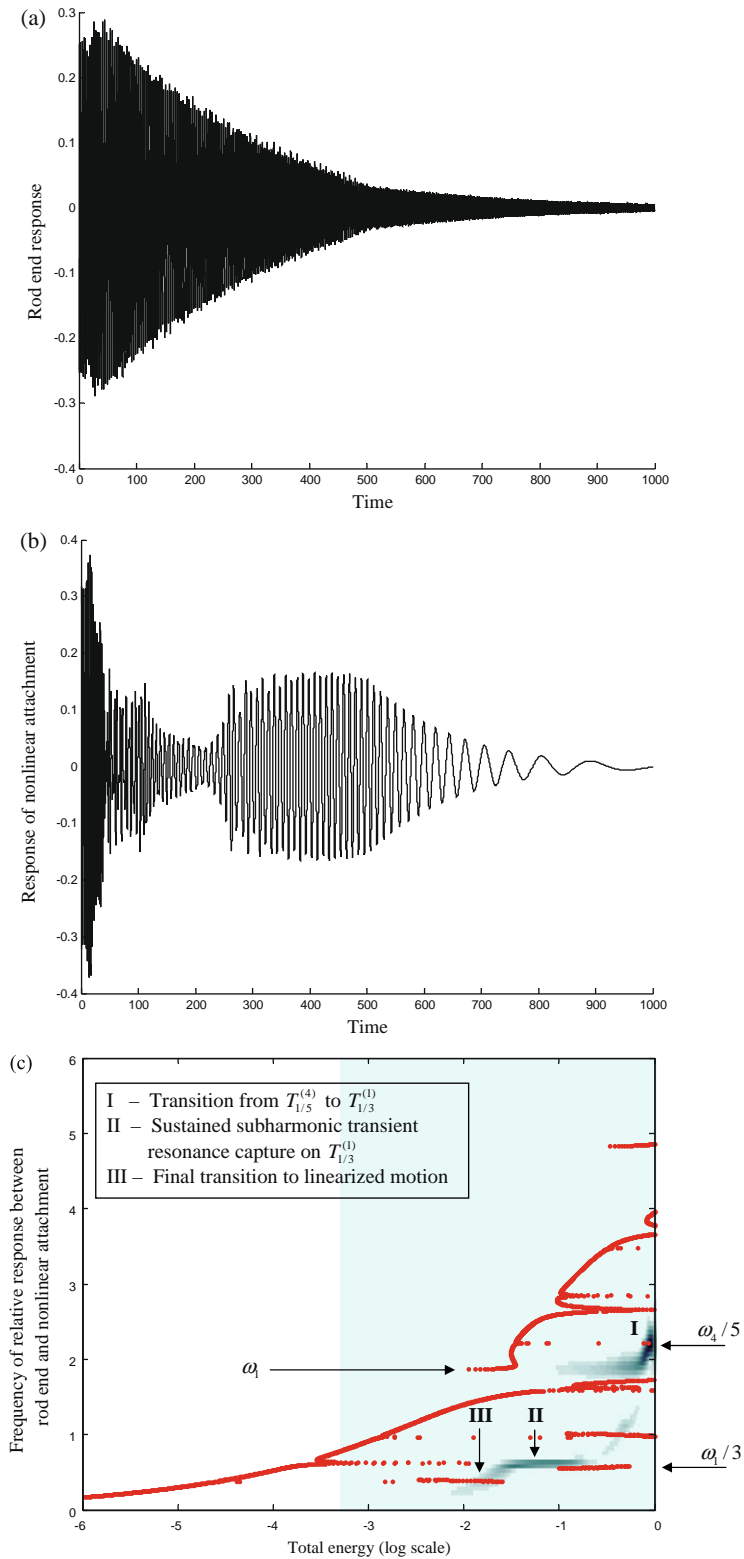 (a)
0.3
0.2
0.1
0
-0.1
-0.2
-0.3
-0.4
Rod end response
0 100 200 300 400 500 600 700 800 900 1000
Time
(b)
0.4
0.3
0.2
0.1
0
-0.1
-0.2
-0.3
-0.4
Response of nonlinear attachment
0 100 200 300 400 500 600 700 800 900 1000
Time
(c)
6
5
4
3
2
1
0
Frequency of relative response between
rod end and nonlinear attachment
I – Transition from T_{1/5}^{(4)} to T_{1/3}^{(1)}
II – Sustained subharmonic transient
resonance capture on T_{1/3}^{(1)}
III – Final transition to linearized motion
I
ω₄/5
ω₁
III
II
ω₁/3
-6 -5 -4 -3 -2 -1 0
Total energy (log scale)